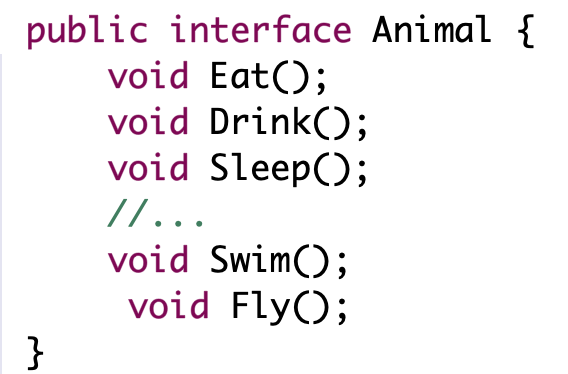 public interface Animal {
    void Eat();
    void Drink();
    void Sleep();
    //...
    void Swim();
     void Fly();
}